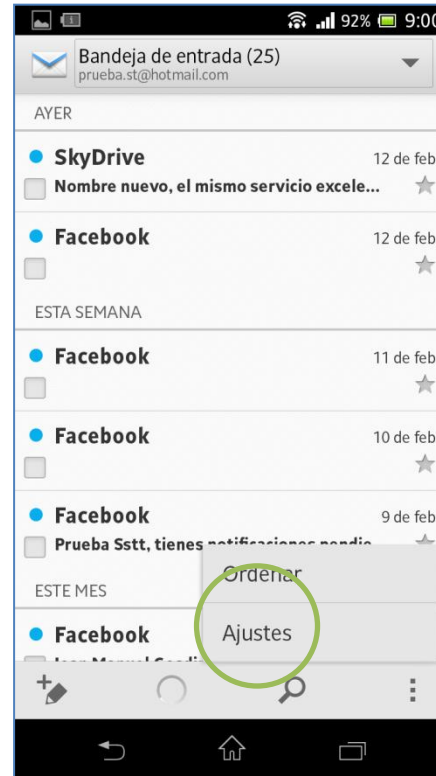 92% 9:00
Bandeja de entrada (25)
prueba.st@hotmail.com
AYER
SkyDrive 12 de feb
Nombre nuevo, el mismo servicio excele...
Facebook 12 de feb
ESTA SEMANA
Facebook 11 de feb
Facebook 10 de feb
Facebook 9 de feb
Prueba Sstt, tienes notificaciones pendie
Ordenar
ESTE MES
Ajustes
Facebook